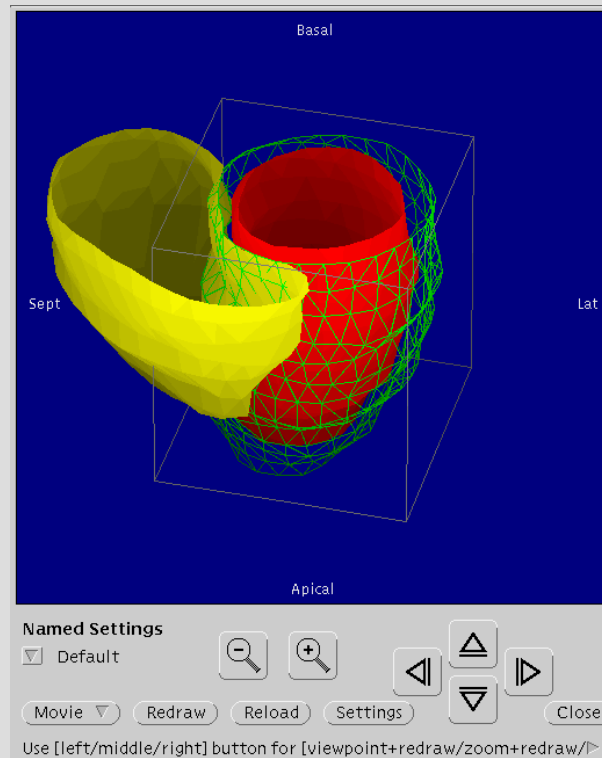 Basal
Sept
Lat
Apical
Named Settings
Default
Movie
Redraw
Reload
Settings
Close
Use [left/middle/right] button for [viewpoint+redraw/zoom+redraw/